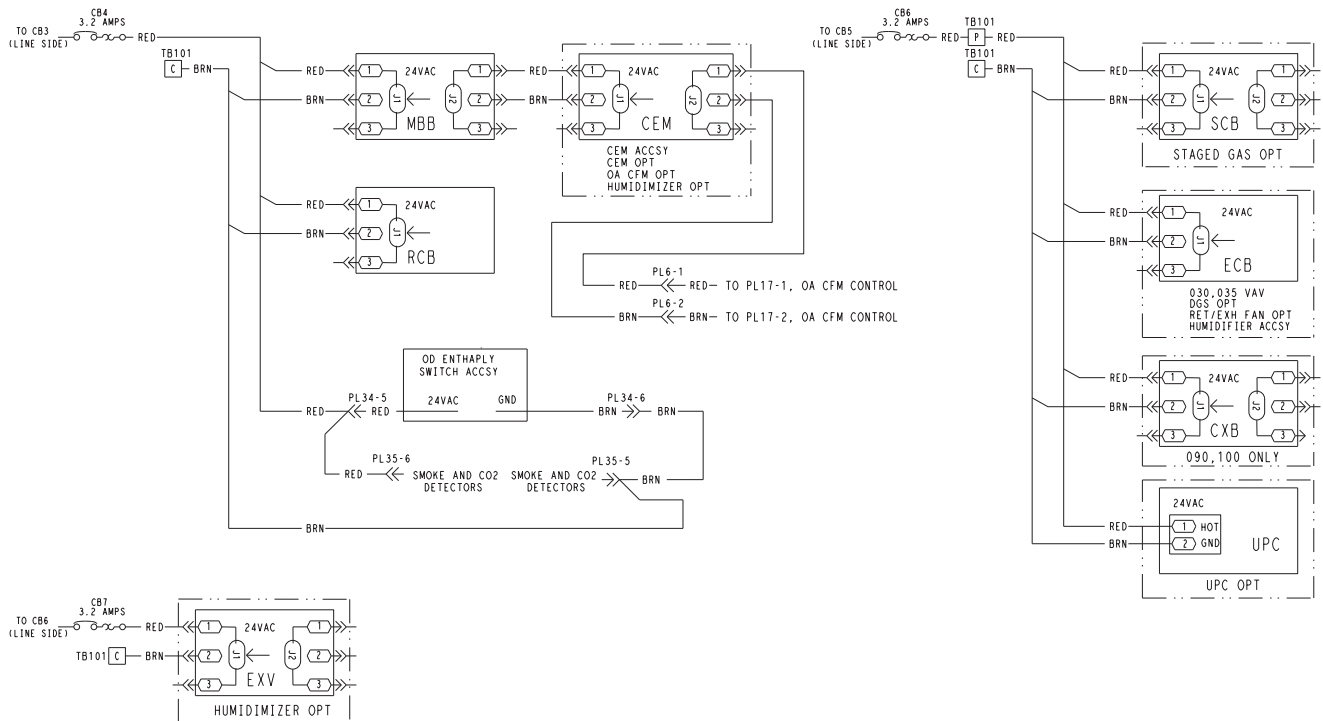 CB4
3.2 AMPS
TO CB3
(LINE SIDE)
RED
TB101
C BRN
RED 1 24VAC 1 RED 1 24VAC 1
BRN 2 J1 J2 2 BRN 2 J1 J2 2
3 MBB 3 3 CEM 3
CEM ACCSY
CEM OPT
OA CFM OPT
HUMIDIMIZER OPT
RED 1 24VAC
BRN 2 J1
3 RCB
PL6-1
RED RED TO PL17-1, OA CFM CONTROL
PL6-2
BRN BRN TO PL17-2, OA CFM CONTROL
OD ENTHAPLY
SWITCH ACCSY
24VAC GND
PL34-5
RED RED
PL34-6
BRN BRN
PL35-6
RED SMOKE AND CO2
DETECTORS
PL35-5
SMOKE AND CO2
DETECTORS
BRN
BRN
CB6
3.2 AMPS
TO CB5
(LINE SIDE)
RED
TB101
P RED
TB101
C BRN
RED 1 24VAC 1
BRN 2 J1 J2 2
3 SCB 3
STAGED GAS OPT
RED 1 24VAC
BRN 2 J1
3 ECB
030,035 VAV
DGS OPT
RET/EXH FAN OPT
HUMIDIFIER ACCSY
RED 1 24VAC 1
BRN 2 J1 J2 2
3 CXB 3
090,100 ONLY
24VAC
RED 1 HOT
BRN 2 GND
UPC
UPC OPT
CB7
3.2 AMPS
TO CB6
(LINE SIDE)
RED 1 24VAC 1
TB101 C BRN 2 J1 J2 2
3 EXV 3
HUMIDIMIZER OPT